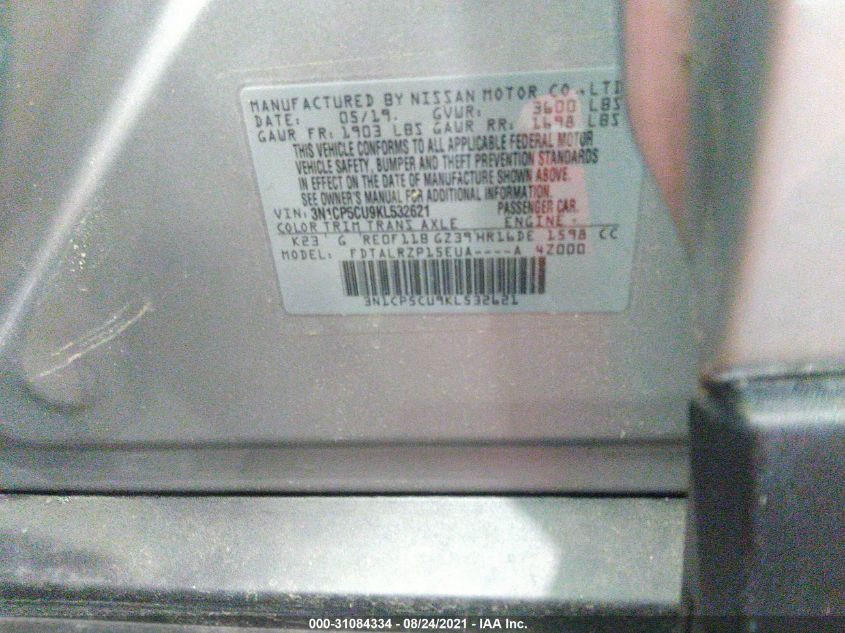 MANUFACTURED BY NISSAN MOTOR CO.,LTD
DATE: 05/19. GVWR: 3600 LBS
GAWR FR: 1903 LBS GAWR RR: 1698 LBS
THIS VEHICLE CONFORMS TO ALL APPLICABLE FEDERAL MOTOR
VEHICLE SAFETY, BUMPER AND THEFT PREVENTION STANDARDS
IN EFFECT ON THE DATE OF MANUFACTURE SHOWN ABOVE.
SEE OWNER'S MANUAL FOR ADDITIONAL INFORMATION.
VIN: 3N1CP5CU9KL532621 PASSENGER CAR.
COLOR TRIM TRANS AXLE ENGINE
K23 G RE0F11B GZ39 HR16DE 1598 CC
MODEL: FDTALRZP15EUA----A 4Z000
3N1CP5CU9KL532621
000-31084334 - 08/24/2021 - IAA Inc.